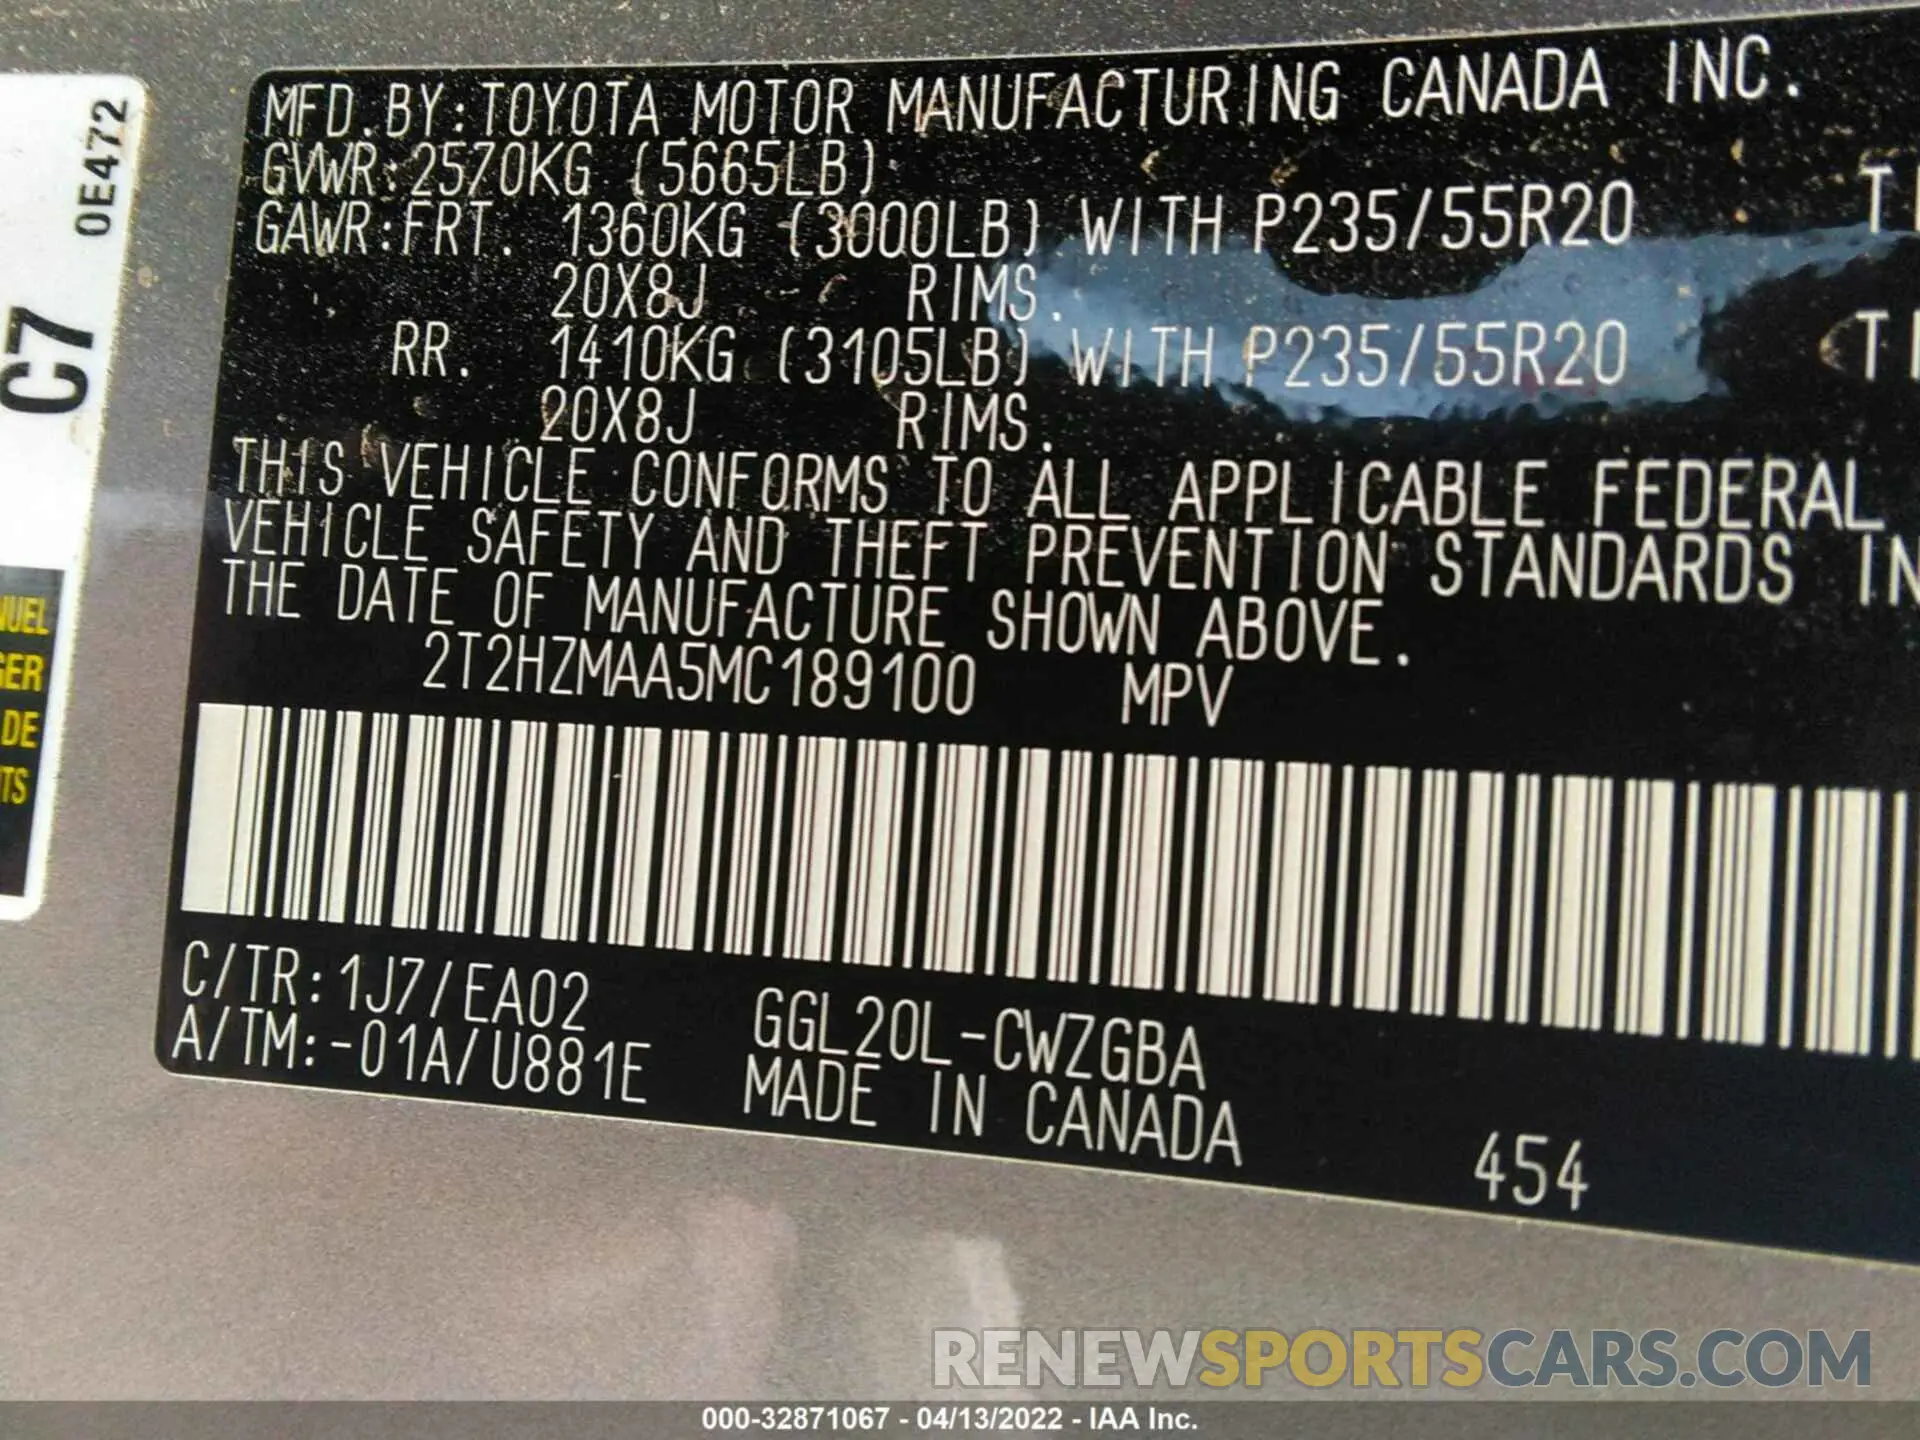 MFD. BY: TOYOTA MOTOR MANUFACTURING CANADA INC.
GVWR: 2570KG (5665LB)
GAWR: FRT. 1360KG (3000LB) WITH P235/55R20
20X8J RIMS.
RR. 1410KG (3105LB) WITH P235/55R20
20X8J RIMS.
THIS VEHICLE CONFORMS TO ALL APPLICABLE FEDERAL
VEHICLE SAFETY AND THEFT PREVENTION STANDARDS IN
THE DATE OF MANUFACTURE SHOWN ABOVE.
2T2HZMAA5MC189100 MPV
C/TR: 1J7/EA02
A/TM: -01A/U881E
GGL20L-CWZGBA
MADE IN CANADA
454
0E472
C7
DE
RENEWSPORTSCARS.COM
000-32871067 - 04/13/2022 - IAA Inc.